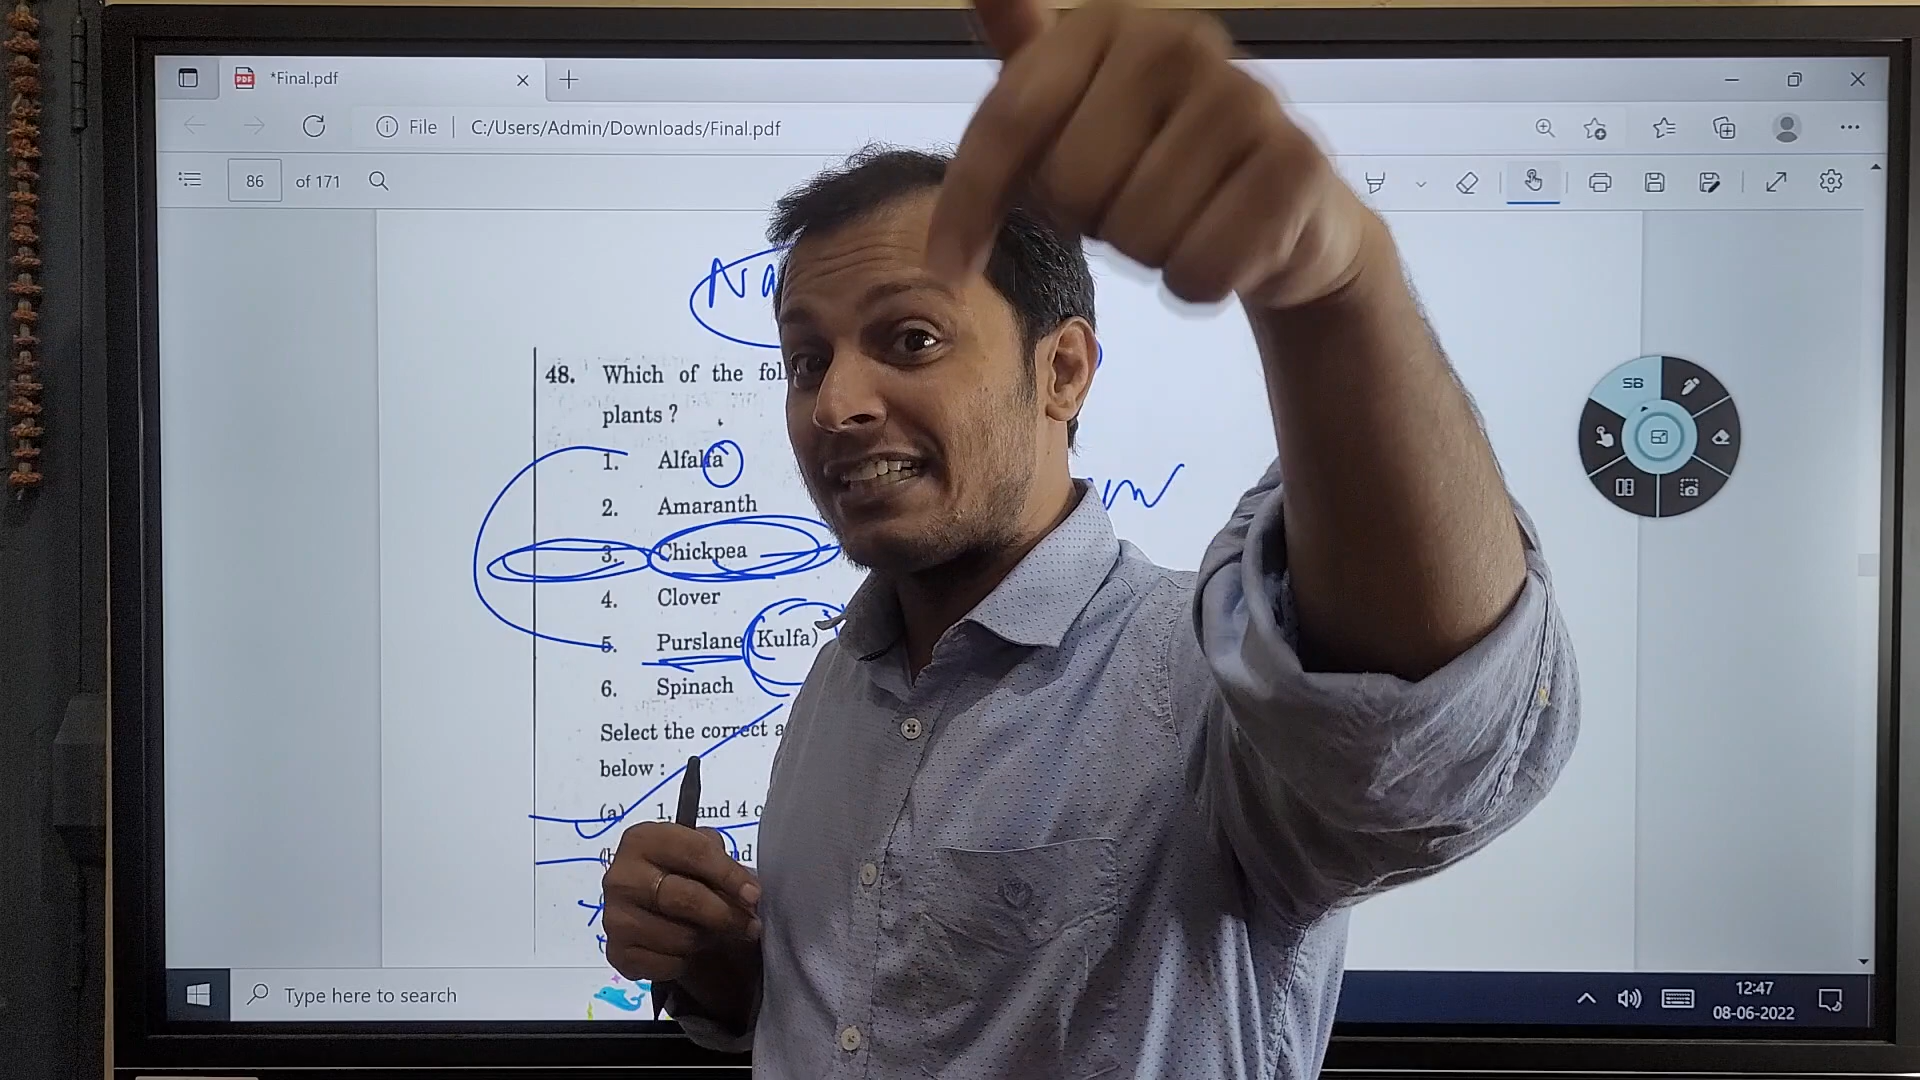 *Final.pdf
File
C:/Users/Admin/Downloads/Final.pdf
86 of 171
Na
48. Which of the fol
plants ?
SB
1. Alfalfa
2. Amaranth
3. Chickpea
4. Clover
5. Purslane (Kulfa)
6. Spinach
Select the correct a
below :
(a) 1, and 4 o
(b nd
Type here to search
12:47
08-06-2022